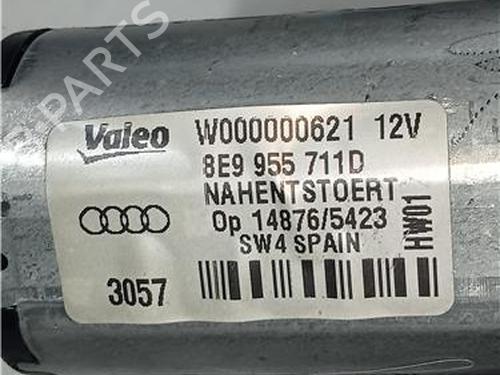 Valeo W000000621 12V
8E9 955 711D
NAHENTSTOERT
Op 14876/5423
SW4 SPAIN
HW01
3057